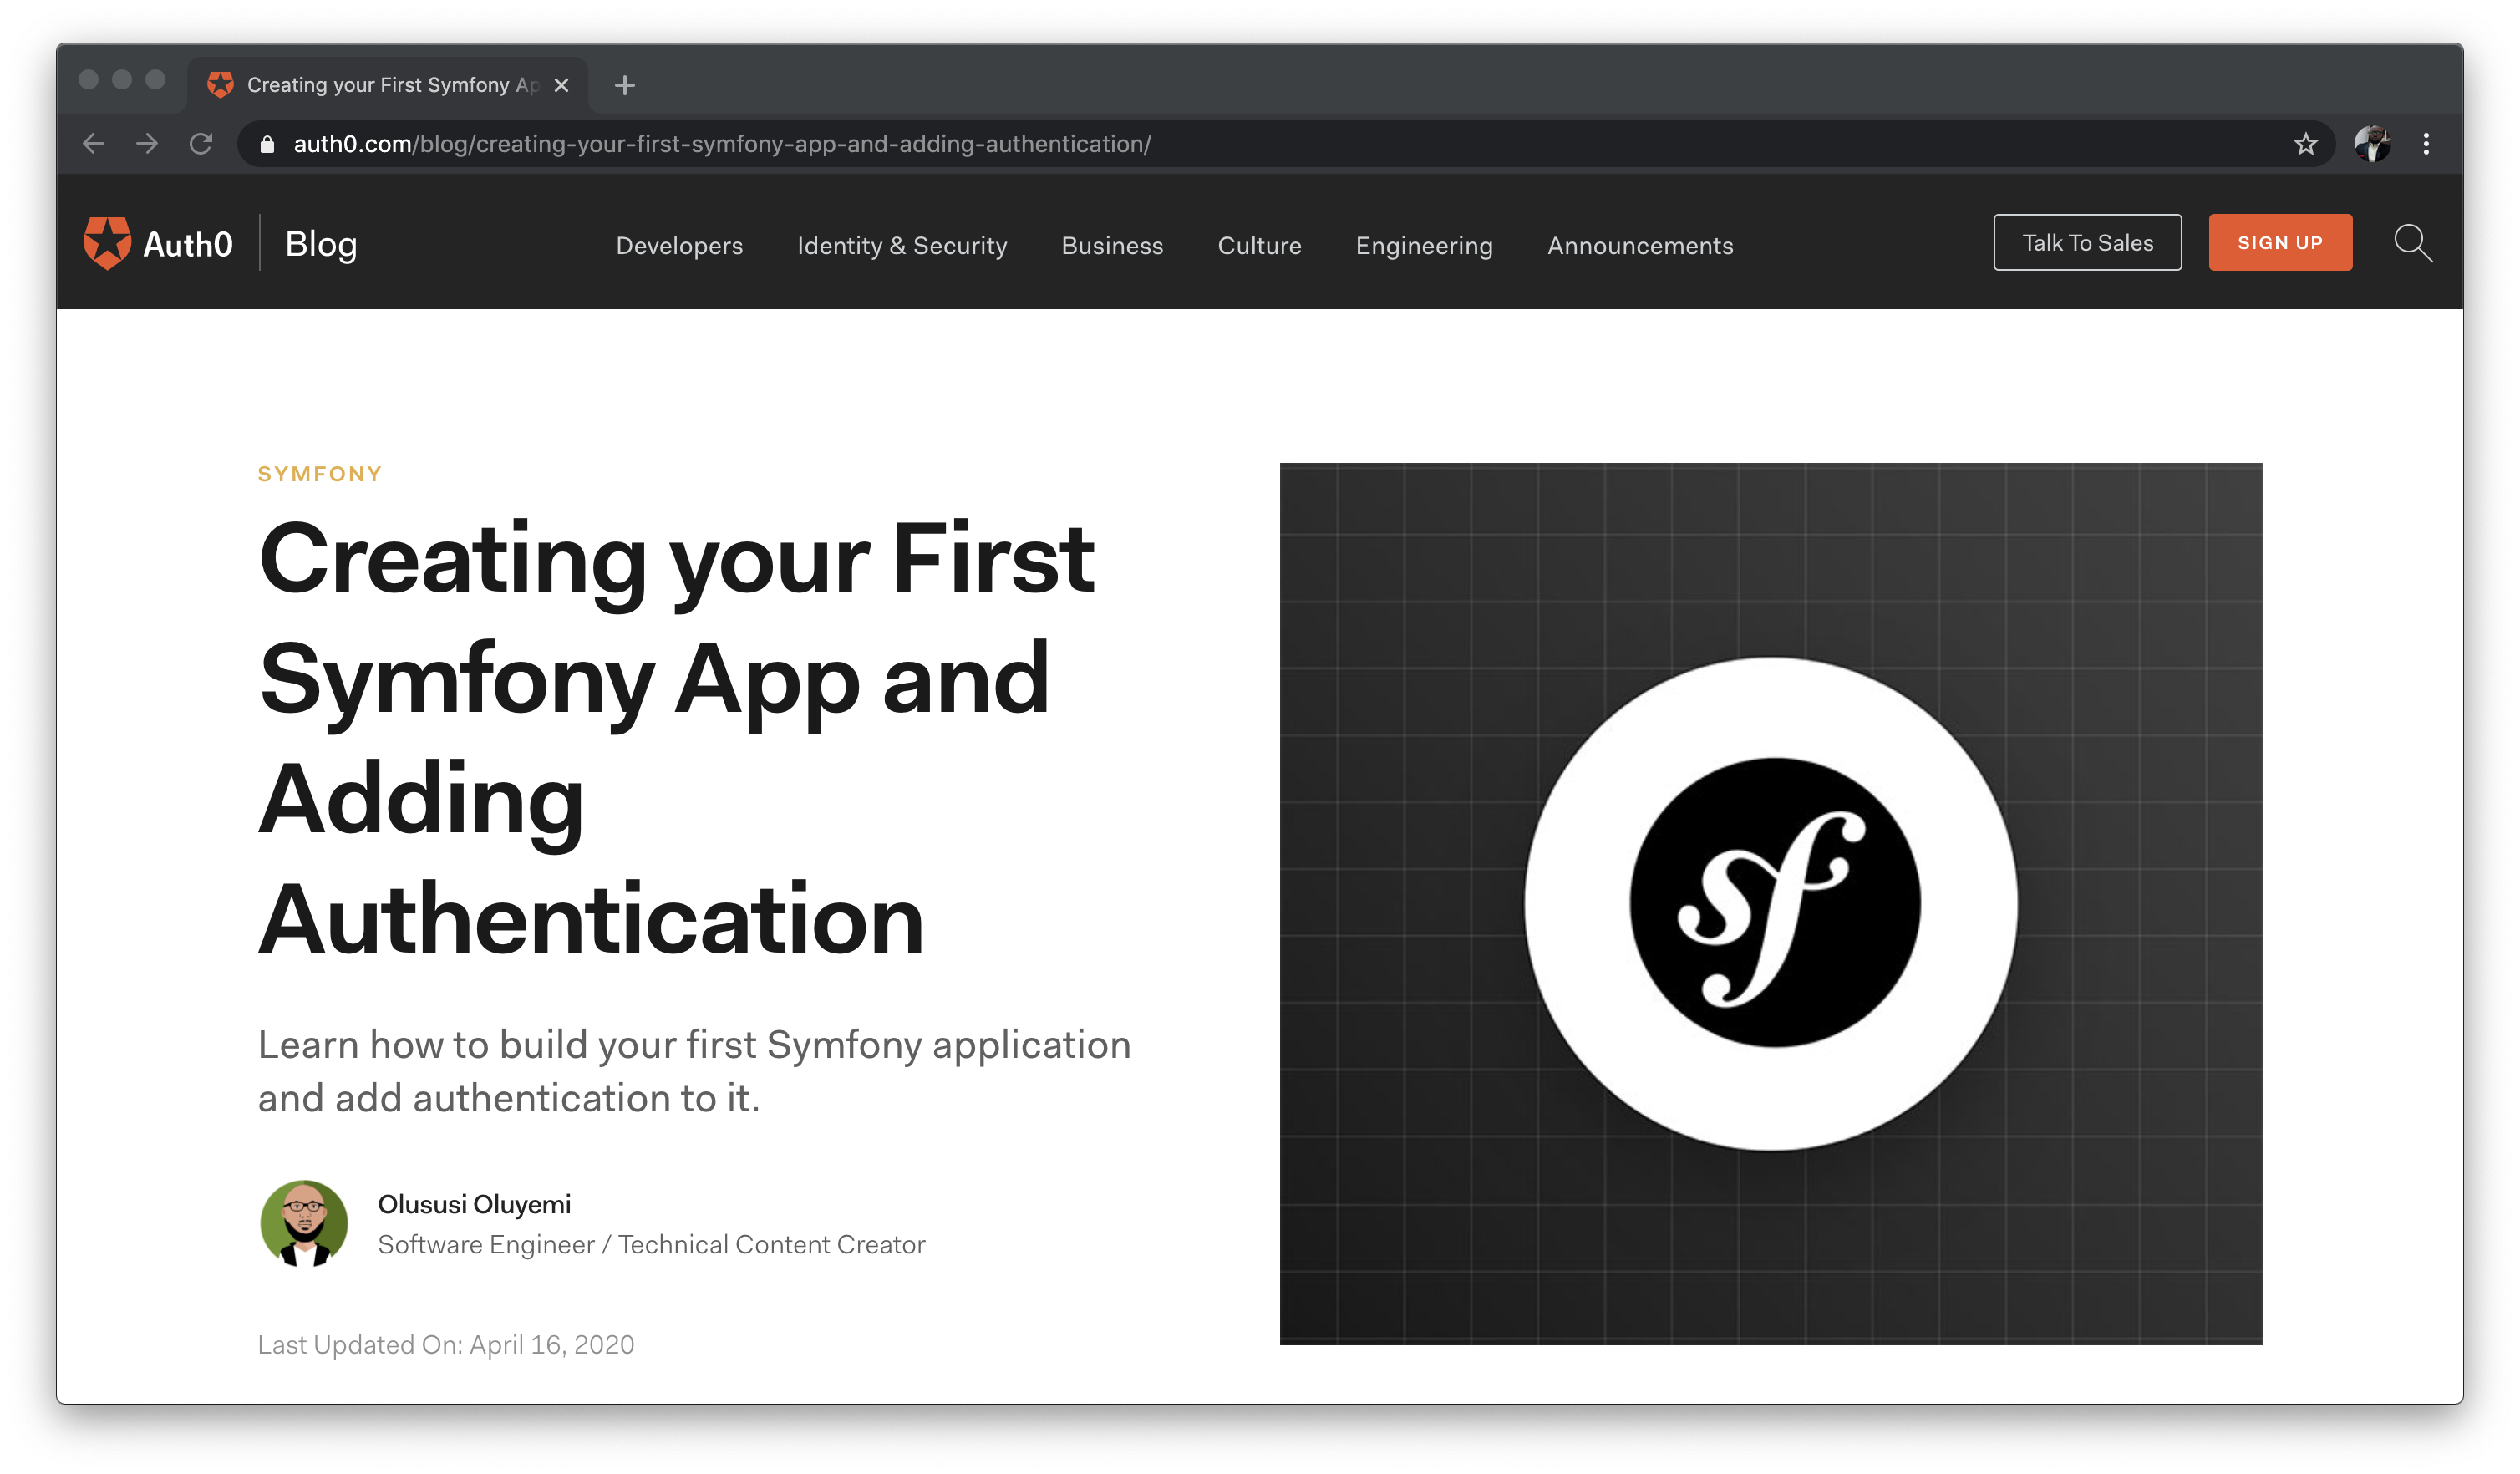 Creating your First Symfony Ap
auth0.com/blog/creating-your-first-symfony-app-and-adding-authentication/
Auth0 Blog Developers Identity & Security Business Culture Engineering Announcements Talk To Sales SIGN UP
SYMFONY
Creating your First
Symfony App and
Adding
Authentication
sf
Learn how to build your first Symfony application
and add authentication to it.
Olususi Oluyemi
Software Engineer / Technical Content Creator
Last Updated On: April 16, 2020